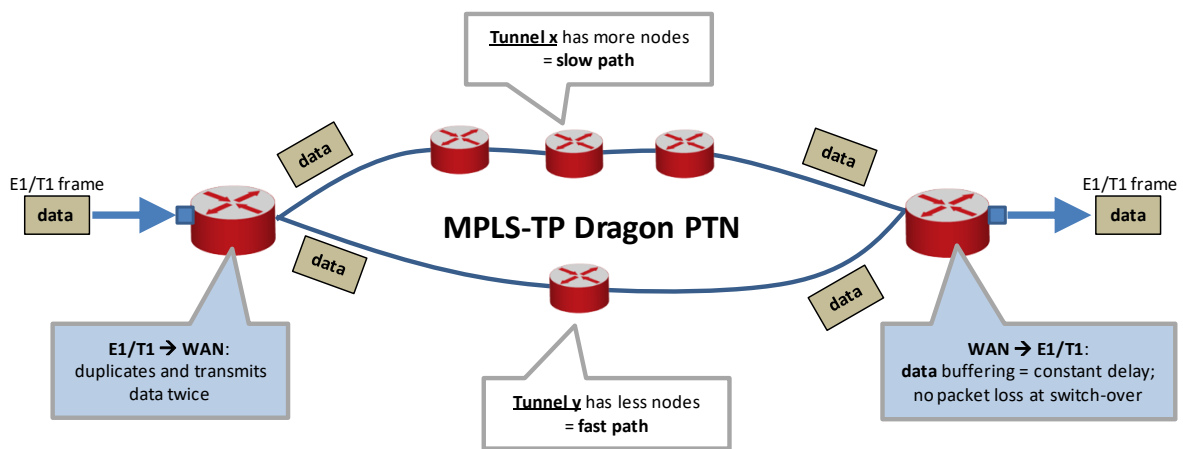 Tunnel x has more nodes
= slow path
data
data
E1/T1 frame
data
E1/T1 frame
data
MPLS-TP Dragon PTN
data
data
E1/T1 → WAN:
duplicates and transmits
data twice
WAN → E1/T1:
data buffering = constant delay;
no packet loss at switch-over
Tunnel y has less nodes
= fast path